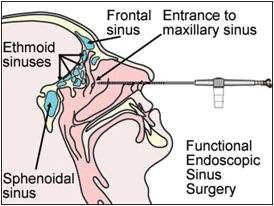 Frontal
sinus
Entrance to
maxillary sinus
Ethmoid
sinuses
Sphenoidal
sinus
Functional
Endoscopic
Sinus
Surgery